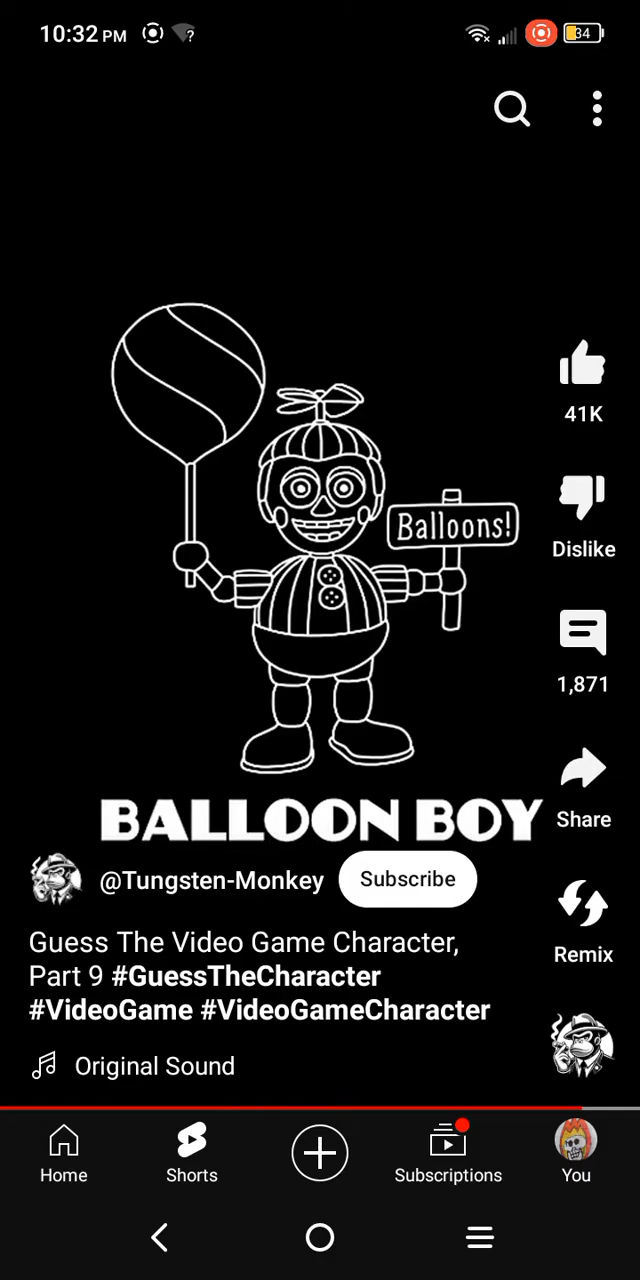 10:32 PM
34
41K
Balloons!
Dislike
1,871
BALLOON BOY
Share
@Tungsten-Monkey
Subscribe
Guess The Video Game Character,
Part 9 #GuessTheCharacter
#VideoGame #VideoGameCharacter
Remix
Original Sound
Home
Shorts
Subscriptions
You